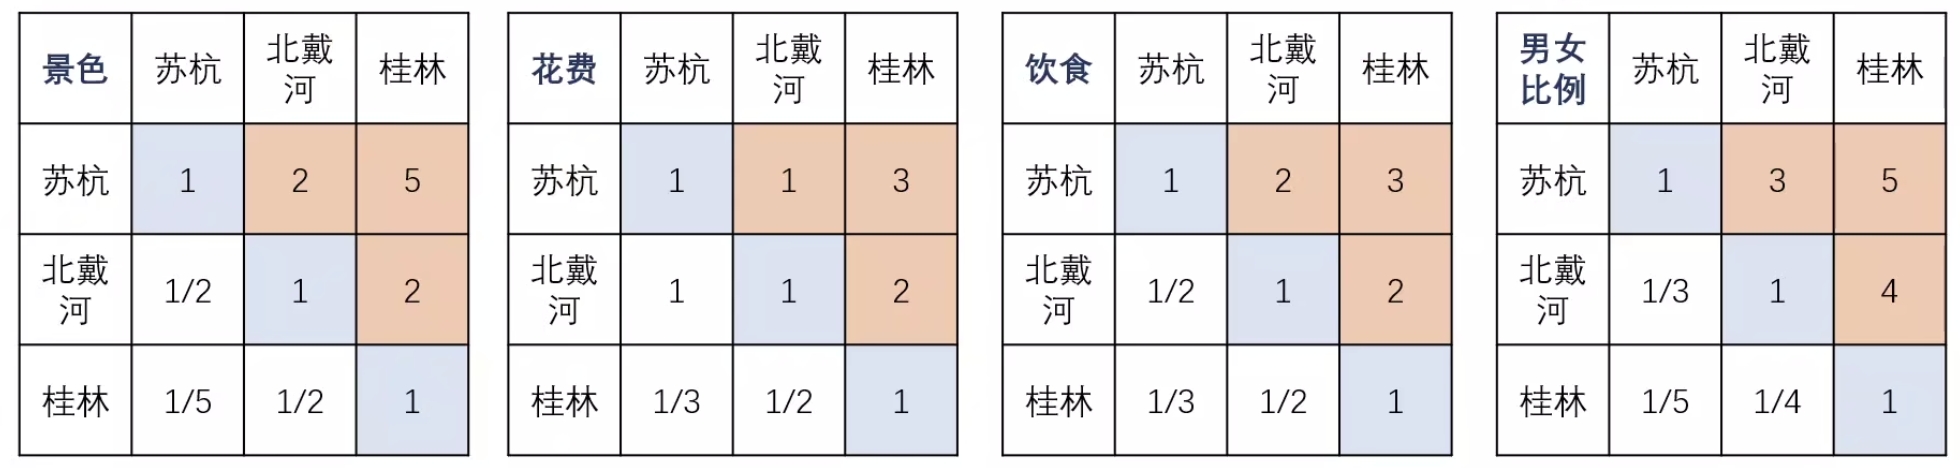 景色 苏杭 北戴河 桂林
苏杭 1 2 5
北戴河 1/2 1 2
桂林 1/5 1/2 1
花费 苏杭 北戴河 桂林
苏杭 1 1 3
北戴河 1 1 2
桂林 1/3 1/2 1
饮食 苏杭 北戴河 桂林
苏杭 1 2 3
北戴河 1/2 1 2
桂林 1/3 1/2 1
男女比例 苏杭 北戴河 桂林
苏杭 1 3 5
北戴河 1/3 1 4
桂林 1/5 1/4 1